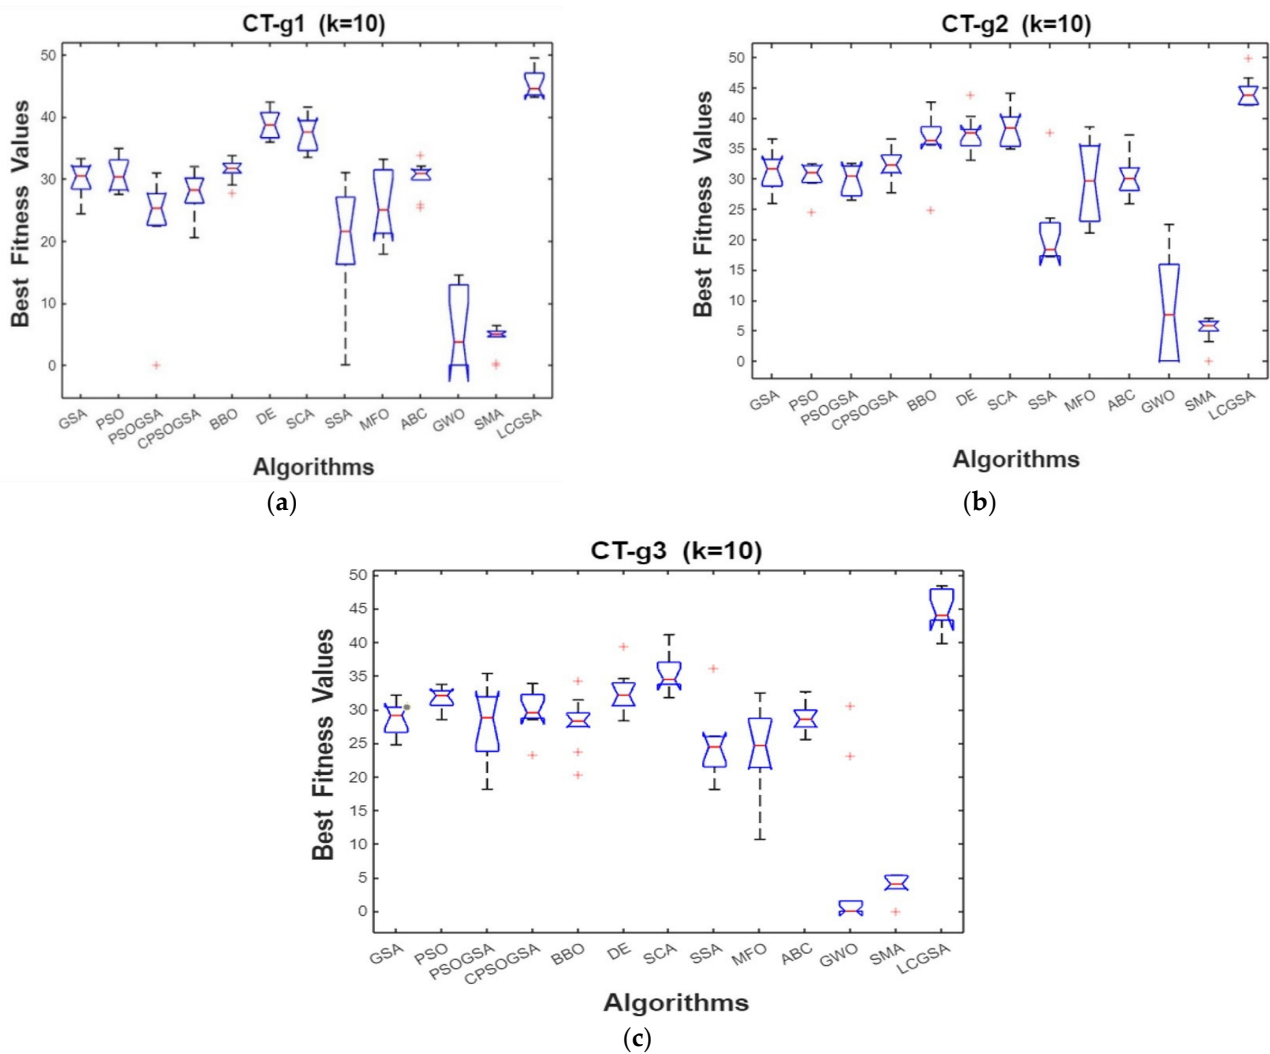 CT-g1 (k=10)
50
40
30
20
10
0
Best Fitness Values
GSA
PSO
PSOGSA
CPSOGSA
BBO
DE
SCA
SSA
MFO
ABC
GWO
SMA
LCGSA
Algorithms
(a)
CT-g2 (k=10)
50
45
40
35
30
25
20
15
10
5
0
Best Fitness Values
GSA
PSO
PSOGSA
CPSOGSA
BBO
DE
SCA
SSA
MFO
ABC
GWO
SMA
LCGSA
Algorithms
(b)
CT-g3 (k=10)
50
45
40
35
30
25
20
15
10
5
0
Best Fitness Values
GSA
PSO
PSOGSA
CPSOGSA
BBO
DE
SCA
SSA
MFO
ABC
GWO
SMA
LCGSA
Algorithms
(c)